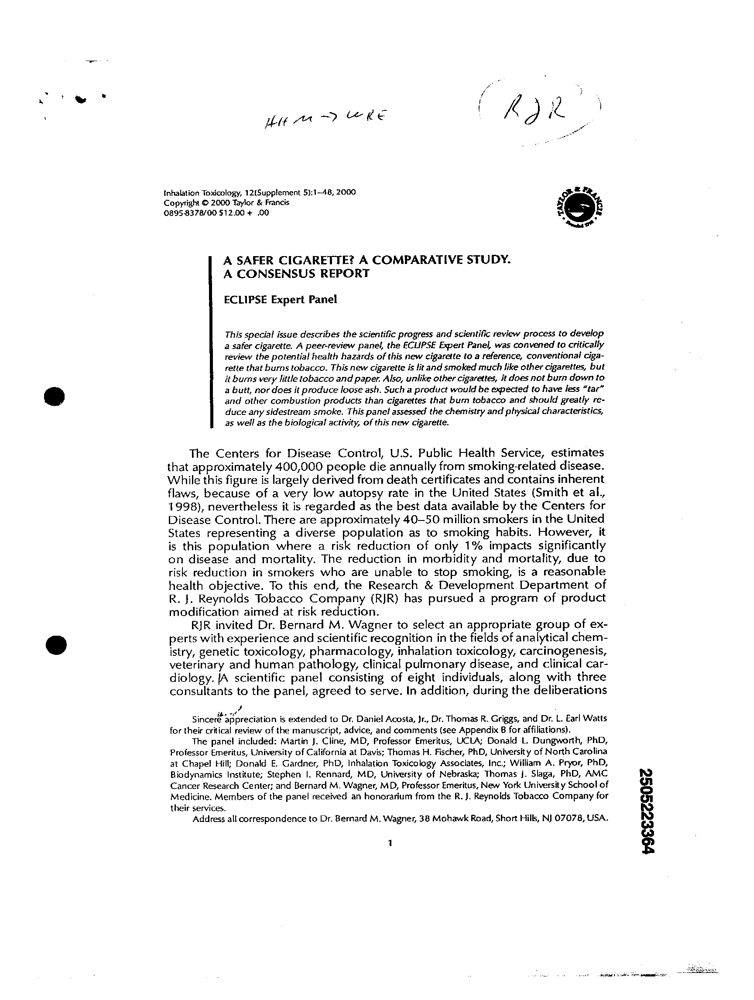 HHM → WRE
RJR
Inhalation Toxicology, 12(Supplement 5):1–48, 2000
Copyright © 2000 Taylor & Francis
0895-8378/00 $12.00 + .00
TAYLOR & FRANCIS
A SAFER CIGARETTE? A COMPARATIVE STUDY.
A CONSENSUS REPORT
ECLIPSE Expert Panel
This special issue describes the scientific progress and scientific review process to develop
a safer cigarette. A peer-review panel, the ECLIPSE Expert Panel, was convened to critically
review the potential health hazards of this new cigarette to a reference, conventional ciga-
rette that burns tobacco. This new cigarette is lit and smoked much like other cigarettes, but
it burns very little tobacco and paper. Also, unlike other cigarettes, it does not burn down to
a butt, nor does it produce loose ash. Such a product would be expected to have less "tar"
and other combustion products than cigarettes that burn tobacco and should greatly re-
duce any sidestream smoke. This panel assessed the chemistry and physical characteristics,
as well as the biological activity, of this new cigarette.
The Centers for Disease Control, U.S. Public Health Service, estimates
that approximately 400,000 people die annually from smoking-related disease.
While this figure is largely derived from death certificates and contains inherent
flaws, because of a very low autopsy rate in the United States (Smith et al.,
1998), nevertheless it is regarded as the best data available by the Centers for
Disease Control. There are approximately 40–50 million smokers in the United
States representing a diverse population as to smoking habits. However, it
is this population where a risk reduction of only 1% impacts significantly
on disease and mortality. The reduction in morbidity and mortality, due to
risk reduction in smokers who are unable to stop smoking, is a reasonable
health objective. To this end, the Research & Development Department of
R. J. Reynolds Tobacco Company (RJR) has pursued a program of product
modification aimed at risk reduction.
RJR invited Dr. Bernard M. Wagner to select an appropriate group of ex-
perts with experience and scientific recognition in the fields of analytical chem-
istry, genetic toxicology, pharmacology, inhalation toxicology, carcinogenesis,
veterinary and human pathology, clinical pulmonary disease, and clinical car-
diology. A scientific panel consisting of eight individuals, along with three
consultants to the panel, agreed to serve. In addition, during the deliberations
Sincere appreciation is extended to Dr. Daniel Acosta, Jr., Dr. Thomas R. Griggs, and Dr. L. Earl Watts
for their critical review of the manuscript, advice, and comments (see Appendix B for affiliations).
The panel included: Martin J. Cline, MD, Professor Emeritus, UCLA; Donald L. Dungworth, PhD,
Professor Emeritus, University of California at Davis; Thomas H. Fischer, PhD, University of North Carolina
at Chapel Hill; Donald E. Gardner, PhD, Inhalation Toxicology Associates, Inc.; William A. Pryor, PhD,
Biodynamics Institute; Stephen I. Rennard, MD, University of Nebraska; Thomas J. Slaga, PhD, AMC
Cancer Research Center; and Bernard M. Wagner, MD, Professor Emeritus, New York University School of
Medicine. Members of the panel received an honorarium from the R. J. Reynolds Tobacco Company for
their services.
Address all correspondence to Dr. Bernard M. Wagner, 38 Mohawk Road, Short Hills, NJ 07078, USA.
1
2505223364